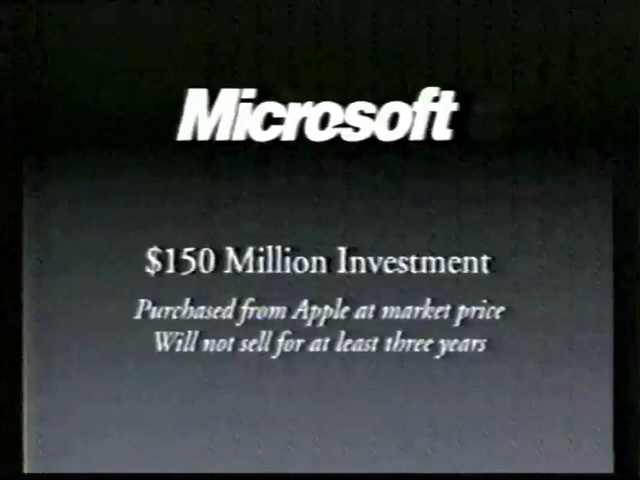 Microsoft
$150 Million Investment
Purchased from Apple at market price
Will not sell for at least three years